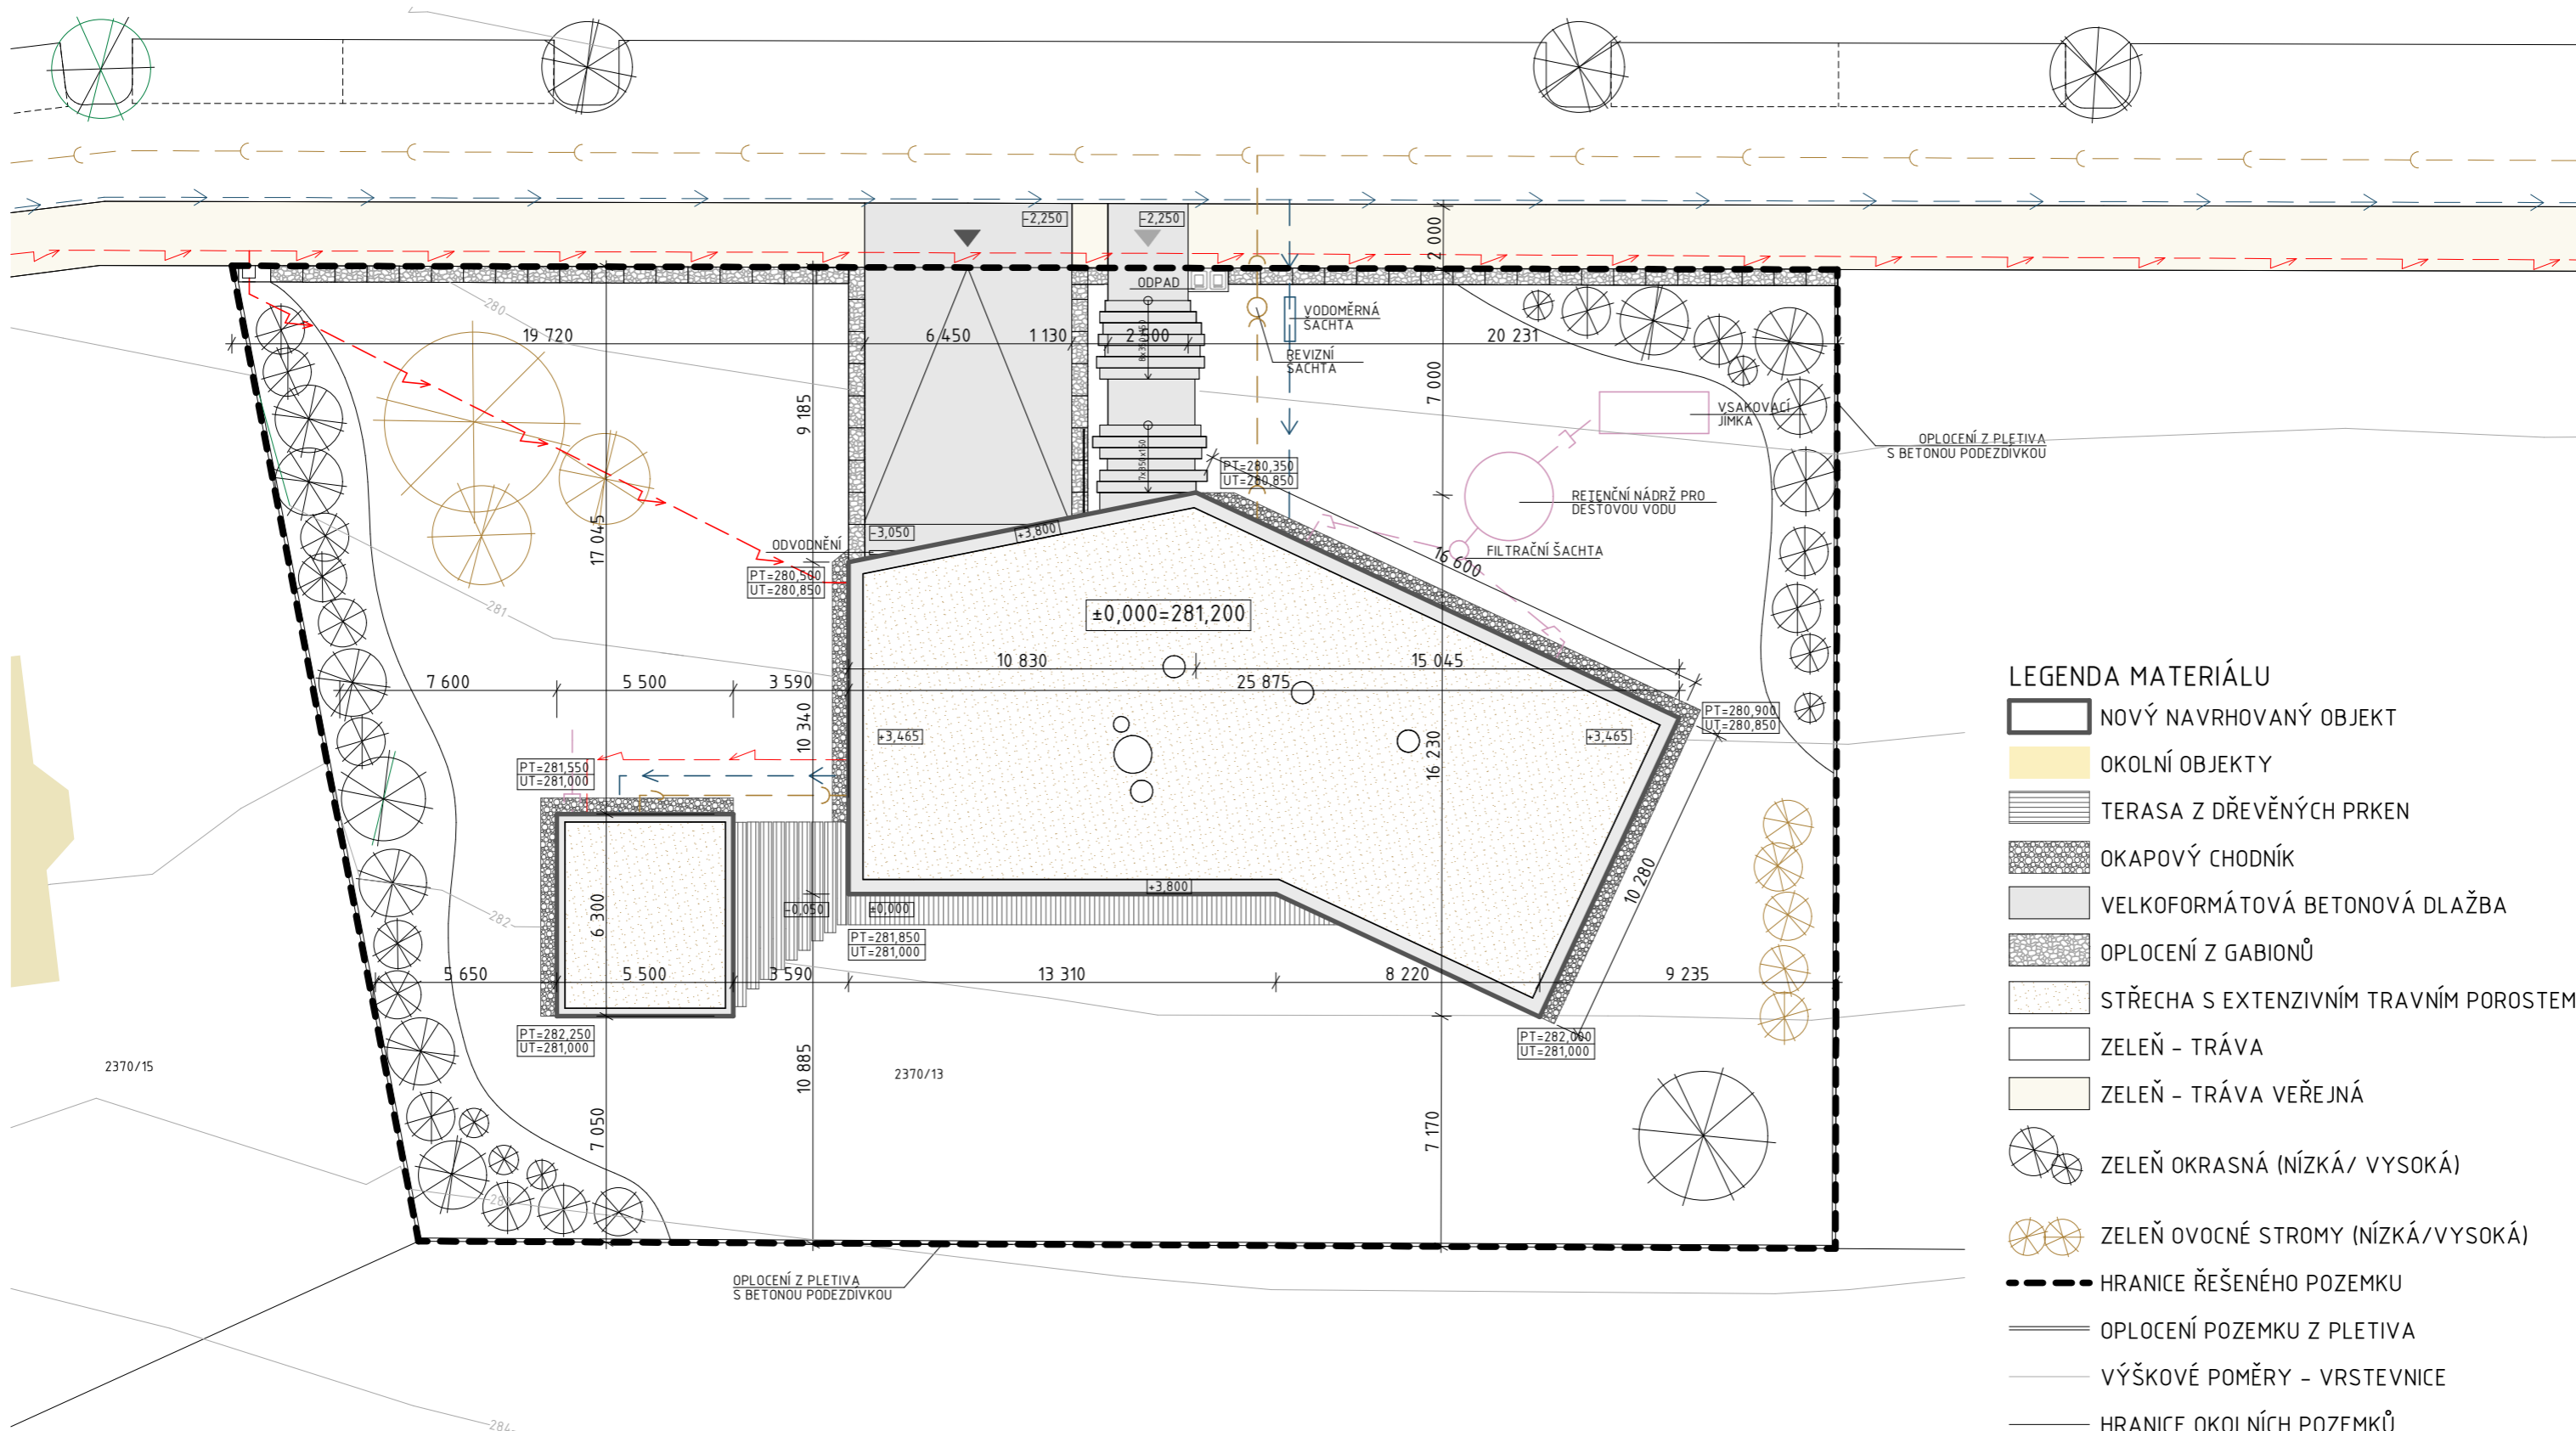 -2,250
-2,250
2 000
ODPAD
280
VODOMĚRNÁ
ŠACHTA
REVIZNÍ
ŠACHTA
19 720
6 450
1 130
20 231
7 000
9 185
VSAKOVACÍ
JÍMKA
OPLOCENÍ Z PLETIVA
S BETONOU PODEZDÍVKOU
PT=280,350
UT=280,850
RETENČNÍ NÁDRŽ PRO
DEŠŤOVOU VODU
17 045
-3,050
+3,800
ODVODNĚNÍ
FILTRAČNÍ ŠACHTA
16 600
PT=280,500
UT=280,850
281
±0,000=281,200
10 830
15 045
7 600
5 500
3 590
25 875
10 340
+3,465
+3,465
16 230
PT=280,900
UT=280,850
PT=281,550
UT=281,000
10 280
+3,800
-0,050
±0,000
282
6 300
PT=281,850
UT=281,000
5 650
5 500
3 590
13 310
8 220
9 235
PT=282,250
UT=281,000
PT=282,000
UT=281,000
2370/15
2370/13
10 885
7 050
7 170
OPLOCENÍ Z PLETIVA
S BETONOU PODEZDÍVKOU
284
LEGENDA MATERIÁLU
NOVÝ NAVRHOVANÝ OBJEKT
OKOLNÍ OBJEKTY
TERASA Z DŘEVĚNÝCH PRKEN
OKAPOVÝ CHODNÍK
VELKOFORMÁTOVÁ BETONOVÁ DLAŽBA
OPLOCENÍ Z GABIONŮ
STŘECHA S EXTENZIVNÍM TRAVNÍM POROSTEM
ZELEŇ - TRÁVA
ZELEŇ - TRÁVA VEŘEJNÁ
ZELEŇ OKRASNÁ (NÍZKÁ/ VYSOKÁ)
ZELEŇ OVOCNÉ STROMY (NÍZKÁ/VYSOKÁ)
HRANICE ŘEŠENÉHO POZEMKU
OPLOCENÍ POZEMKU Z PLETIVA
VÝŠKOVÉ POMĚRY - VRSTEVNICE
HRANICE OKOLNÍCH POZEMKŮ